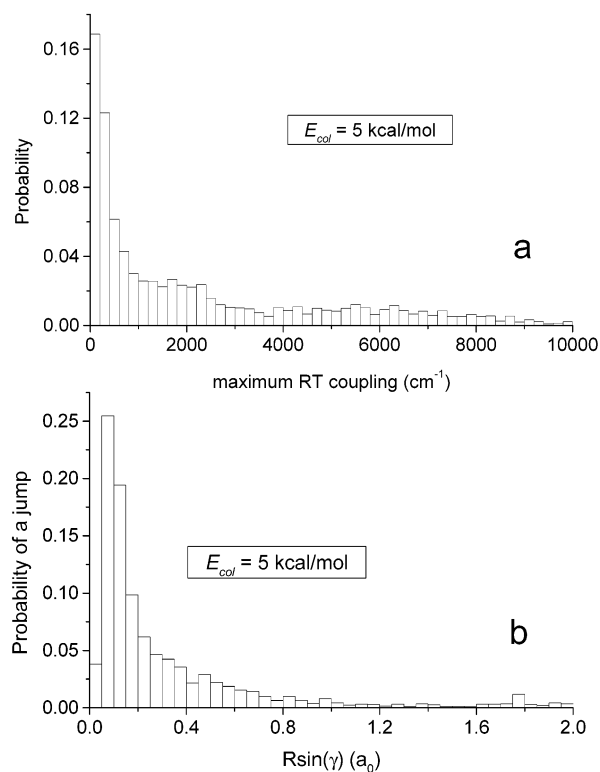 0.16
0.12
0.08
0.04
0.00
Probability
E_col = 5 kcal/mol
a
0 2000 4000 6000 8000 10000
maximum RT coupling (cm⁻¹)
0.25
0.20
0.15
0.10
0.05
0.00
Probability of a jump
E_col = 5 kcal/mol
b
0.0 0.4 0.8 1.2 1.6 2.0
Rsin(γ) (a₀)